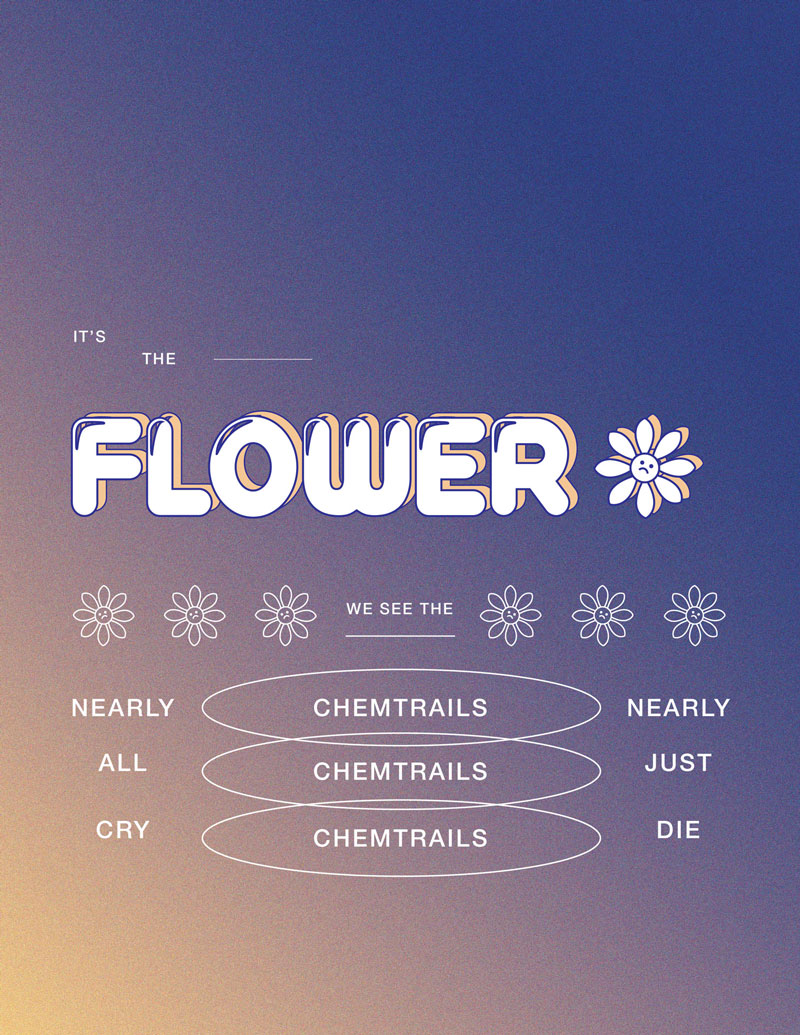 IT'S
THE
FLOWER
WE SEE THE
NEARLY CHEMTRAILS NEARLY
ALL CHEMTRAILS JUST
CRY CHEMTRAILS DIE